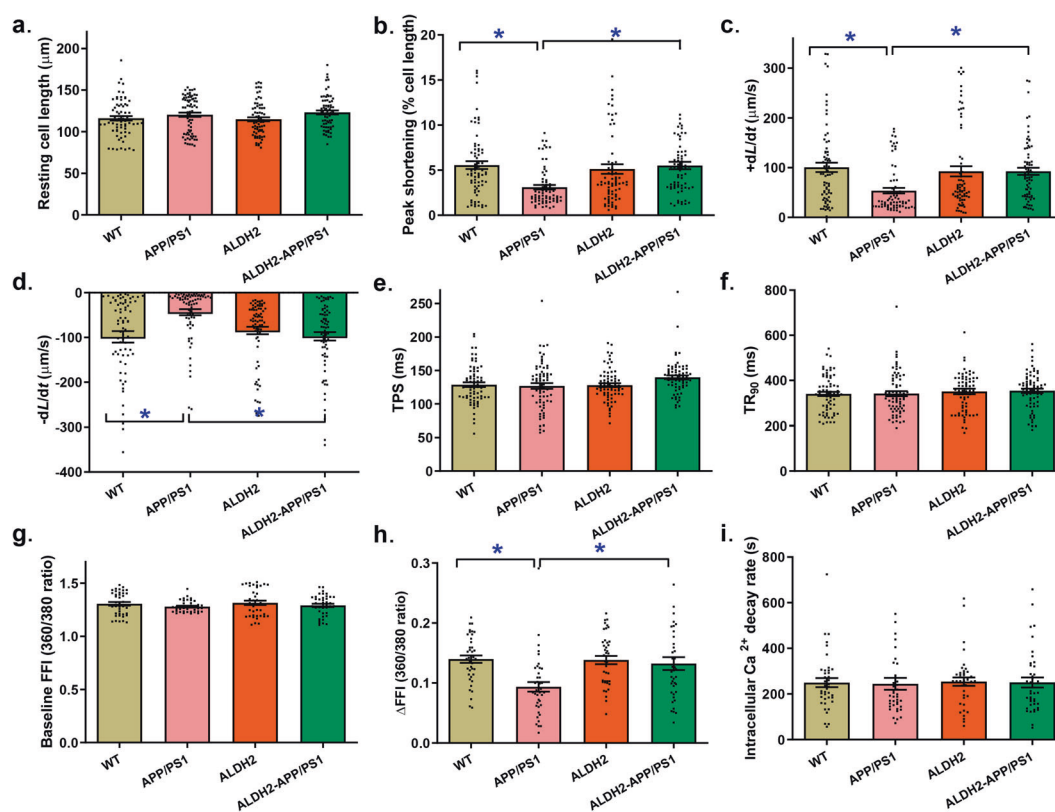 a.
Resting cell length (μm)
200
150
100
50
0
WT
APP/PS1
ALDH2
ALDH2-APP/PS1
b.
Peak shortening (% cell length)
20
15
10
5
0
*
*
WT
APP/PS1
ALDH2
ALDH2-APP/PS1
c.
+dL/dt (μm/s)
300
200
100
0
*
*
WT
APP/PS1
ALDH2
ALDH2-APP/PS1
d.
-dL/dt (μm/s)
0
-100
-200
-300
-400
*
*
WT
APP/PS1
ALDH2
ALDH2-APP/PS1
e.
TPS (ms)
250
200
150
100
50
0
WT
APP/PS1
ALDH2
ALDH2-APP/PS1
f.
TR90 (ms)
800
600
400
200
0
WT
APP/PS1
ALDH2
ALDH2-APP/PS1
g.
Baseline FFI (360/380 ratio)
1.5
1.0
0.5
0.0
WT
APP/PS1
ALDH2
ALDH2-APP/PS1
h.
ΔFFI (360/380 ratio)
0.3
0.2
0.1
0.0
*
*
WT
APP/PS1
ALDH2
ALDH2-APP/PS1
i.
Intracellular Ca2+ decay rate (s)
800
600
400
200
0
WT
APP/PS1
ALDH2
ALDH2-APP/PS1